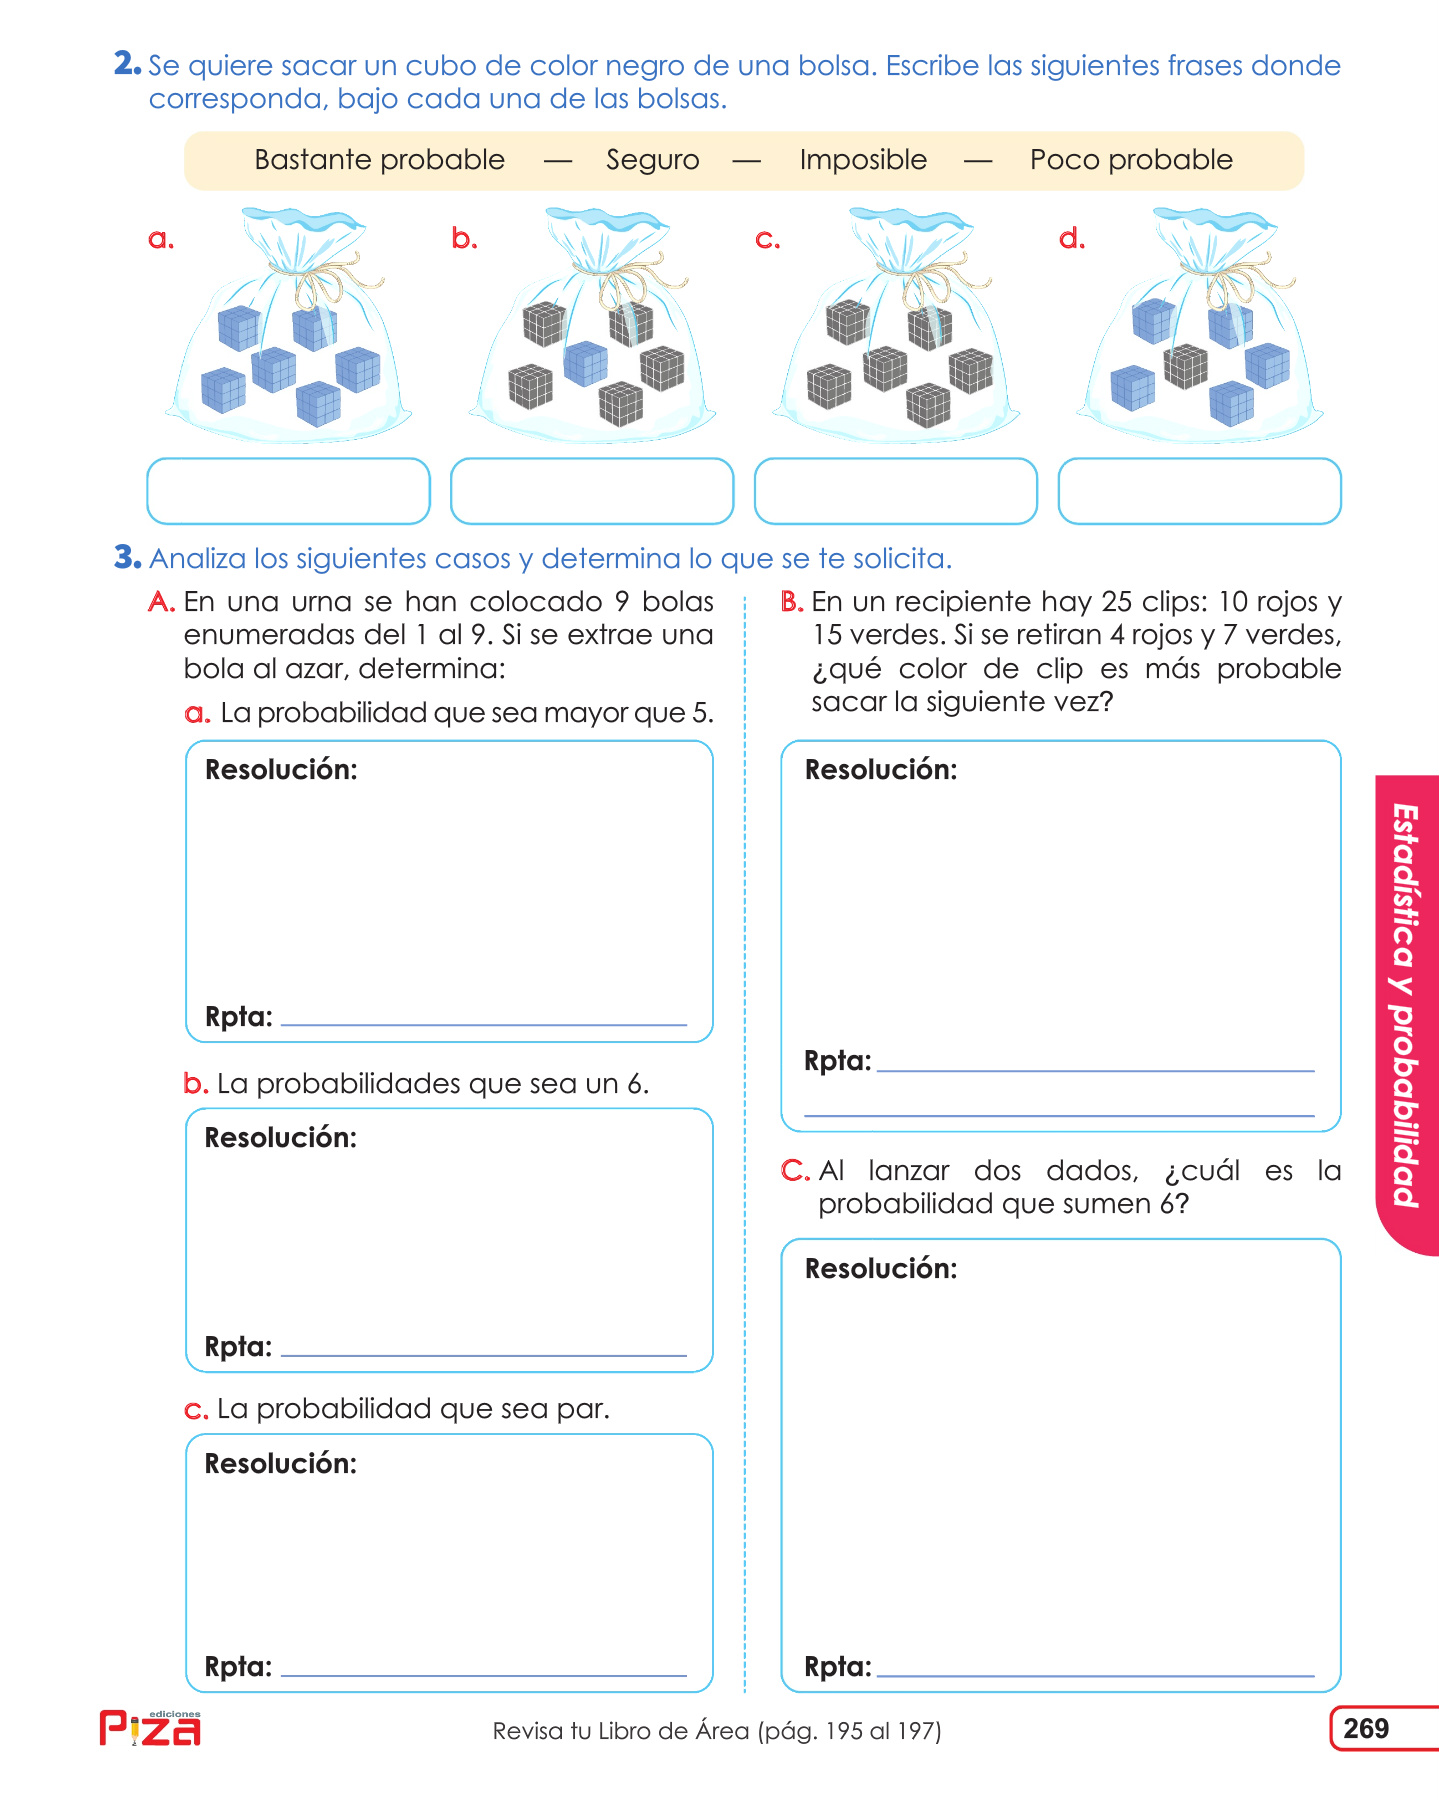 2. Se quiere sacar un cubo de color negro de una bolsa. Escribe las siguientes frases donde
corresponda, bajo cada una de las bolsas.
Bastante probable — Seguro — Imposible — Poco probable
a.
b.
c.
d.
3. Analiza los siguientes casos y determina lo que se te solicita.
A. En una urna se han colocado 9 bolas
enumeradas del 1 al 9. Si se extrae una
bola al azar, determina:
a. La probabilidad que sea mayor que 5.
Resolución:
Rpta:
b. La probabilidades que sea un 6.
Resolución:
Rpta:
c. La probabilidad que sea par.
Resolución:
Rpta:
B. En un recipiente hay 25 clips: 10 rojos y
15 verdes. Si se retiran 4 rojos y 7 verdes,
¿qué color de clip es más probable
sacar la siguiente vez?
Resolución:
Rpta:
C. Al lanzar dos dados, ¿cuál es la
probabilidad que sumen 6?
Resolución:
Rpta:
Estadística y probabilidad
ediciones
Piza
Revisa tu Libro de Área (pág. 195 al 197)
269